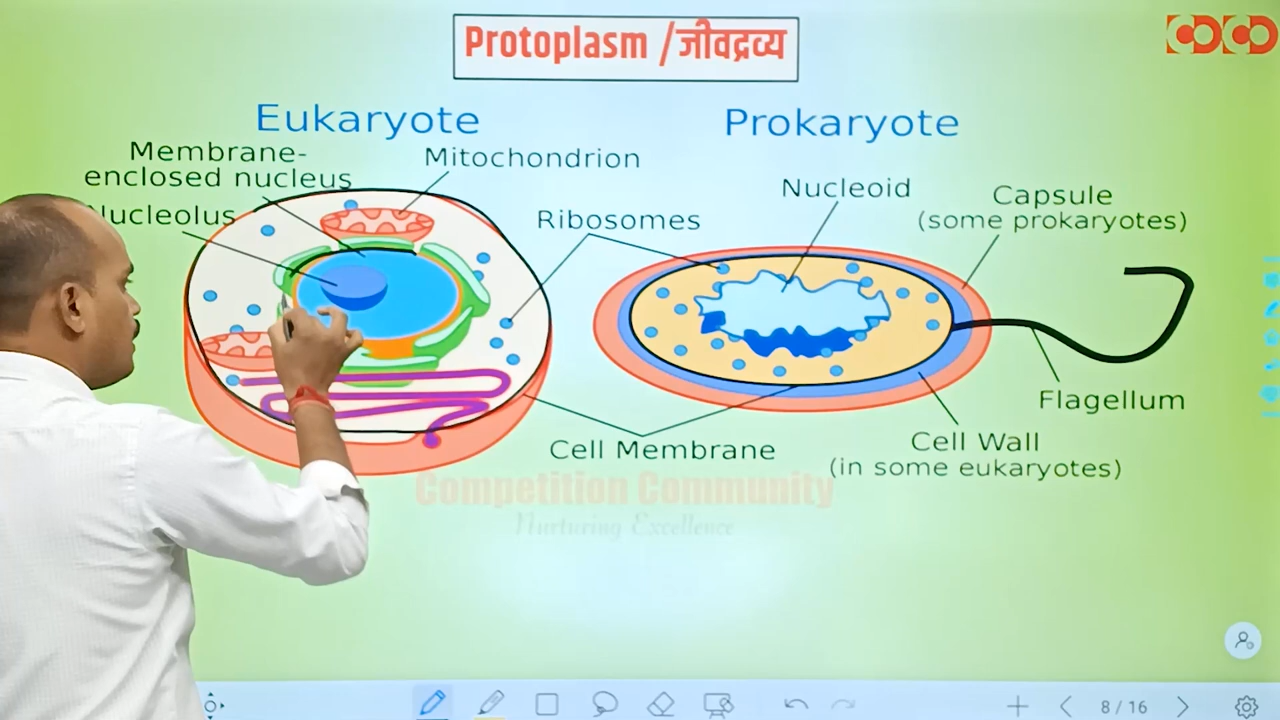 Protoplasm /जीवद्रव्य
COCO
Eukaryote
Prokaryote
Membrane-
enclosed nucleus
Nucleolus
Mitochondrion
Ribosomes
Nucleoid
Capsule
(some prokaryotes)
Flagellum
Cell Membrane
Cell Wall
(in some eukaryotes)
Competition Community
Nurturing Excellence
8 / 16